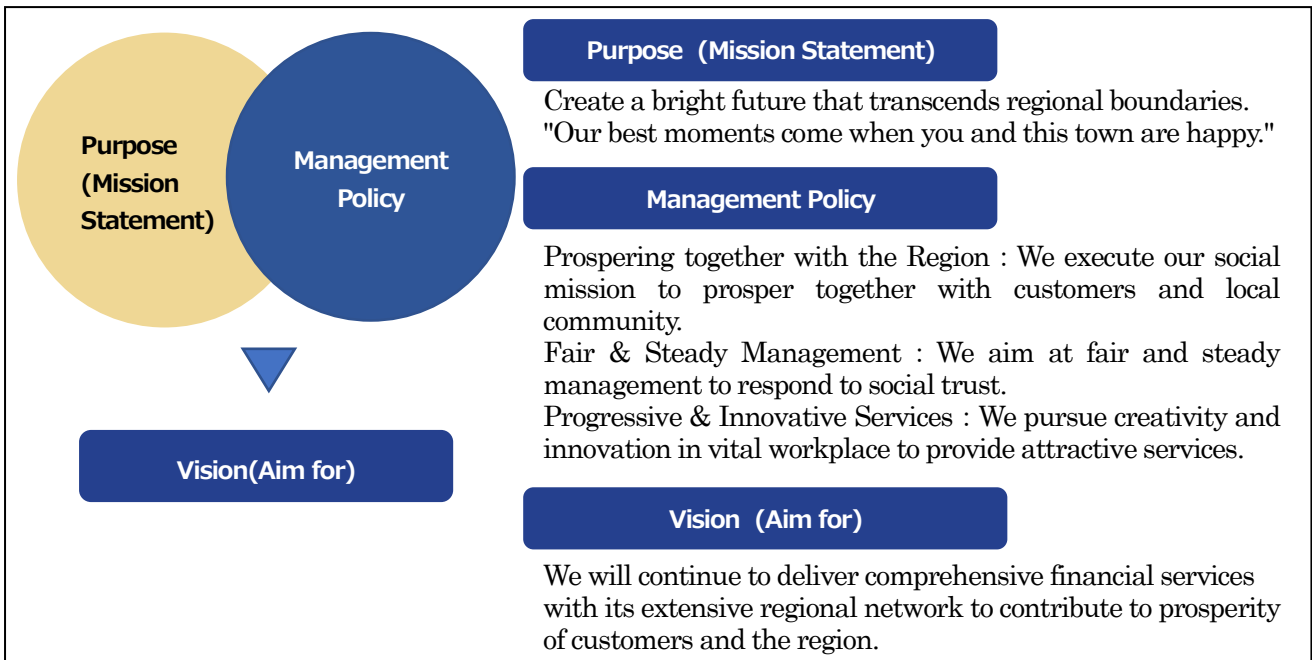 Purpose
(Mission
Statement)
Management
Policy
Vision(Aim for)
Purpose (Mission Statement)
Create a bright future that transcends regional boundaries.
"Our best moments come when you and this town are happy."
Management Policy
Prospering together with the Region : We execute our social
mission to prosper together with customers and local
community.
Fair & Steady Management : We aim at fair and steady
management to respond to social trust.
Progressive & Innovative Services : We pursue creativity and
innovation in vital workplace to provide attractive services.
Vision (Aim for)
We will continue to deliver comprehensive financial services
with its extensive regional network to contribute to prosperity
of customers and the region.